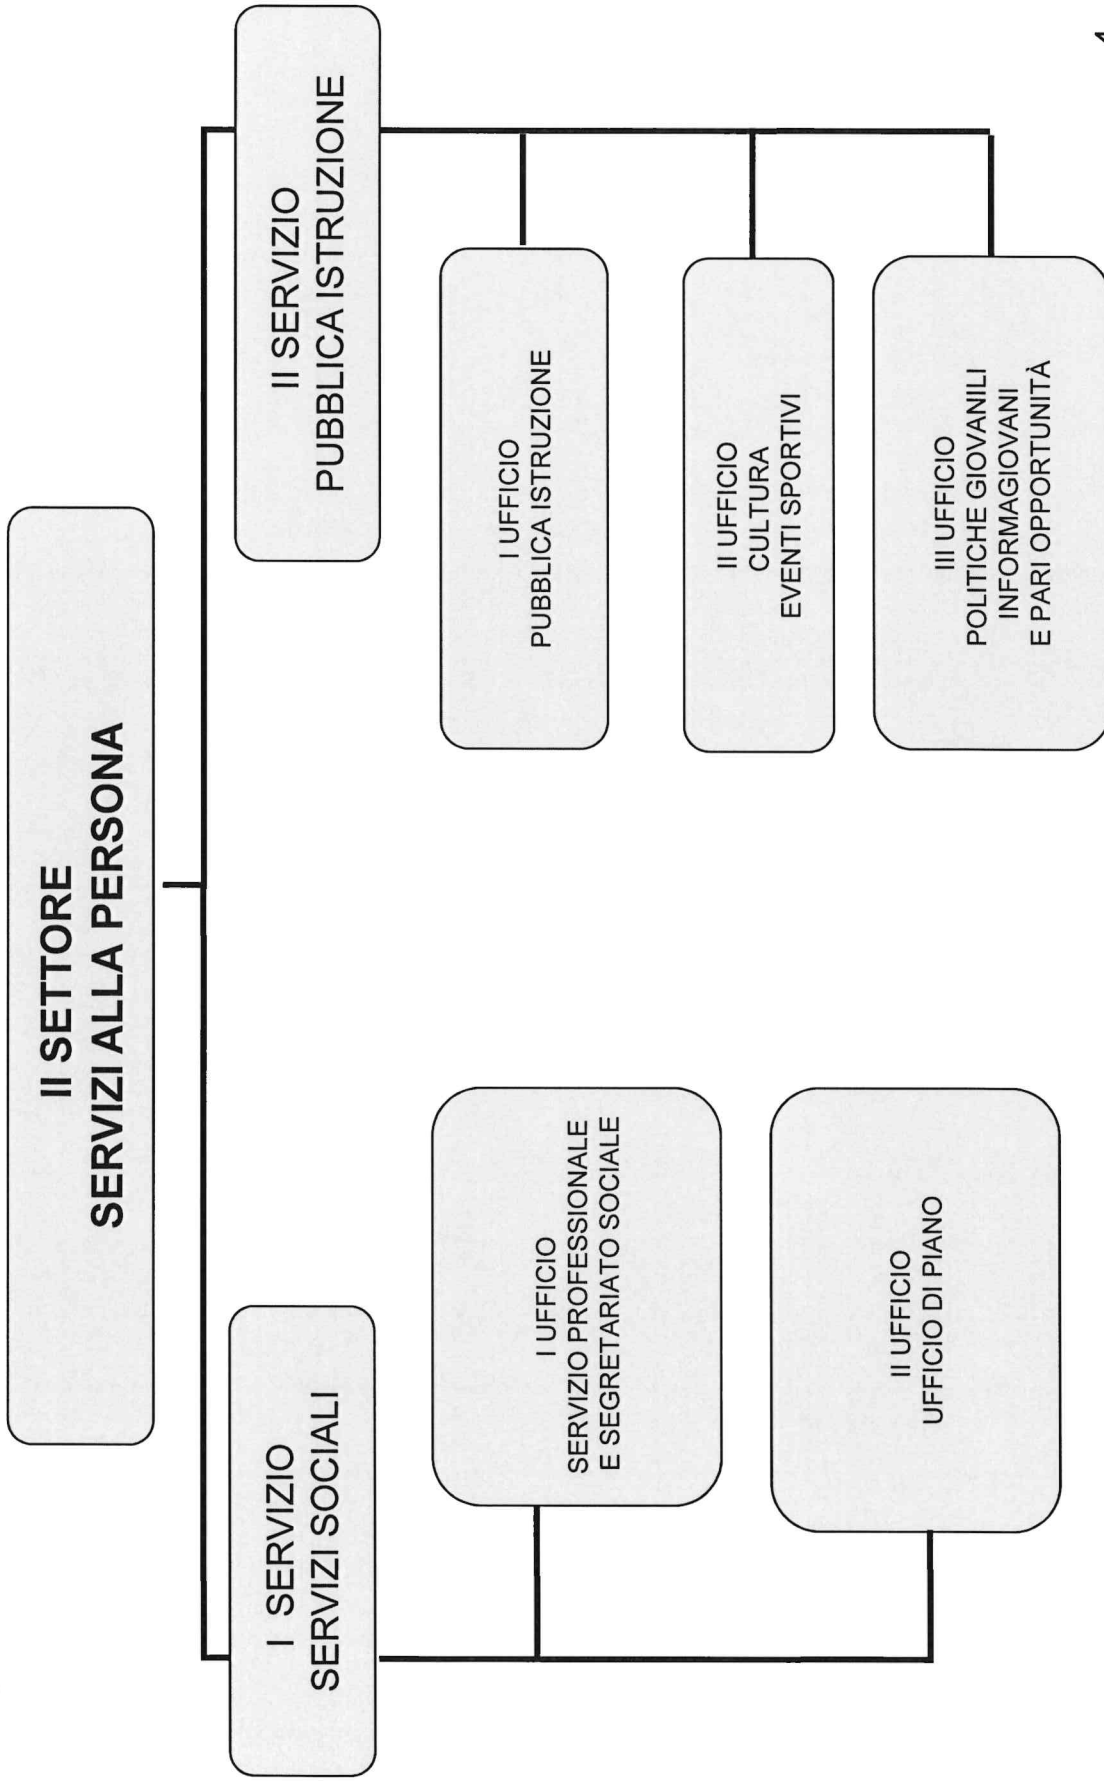 II SETTORE
SERVIZI ALLA PERSONA
I SERVIZIO
SERVIZI SOCIALI
II SERVIZIO
PUBBLICA ISTRUZIONE
I UFFICIO
SERVIZIO PROFESSIONALE
E SEGRETARIATO SOCIALE
II UFFICIO
UFFICIO DI PIANO
I UFFICIO
PUBBLICA ISTRUZIONE
II UFFICIO
CULTURA
EVENTI SPORTIVI
III UFFICIO
POLITICHE GIOVANILI
INFORMAGIOVANI
E PARI OPPORTUNITÀ